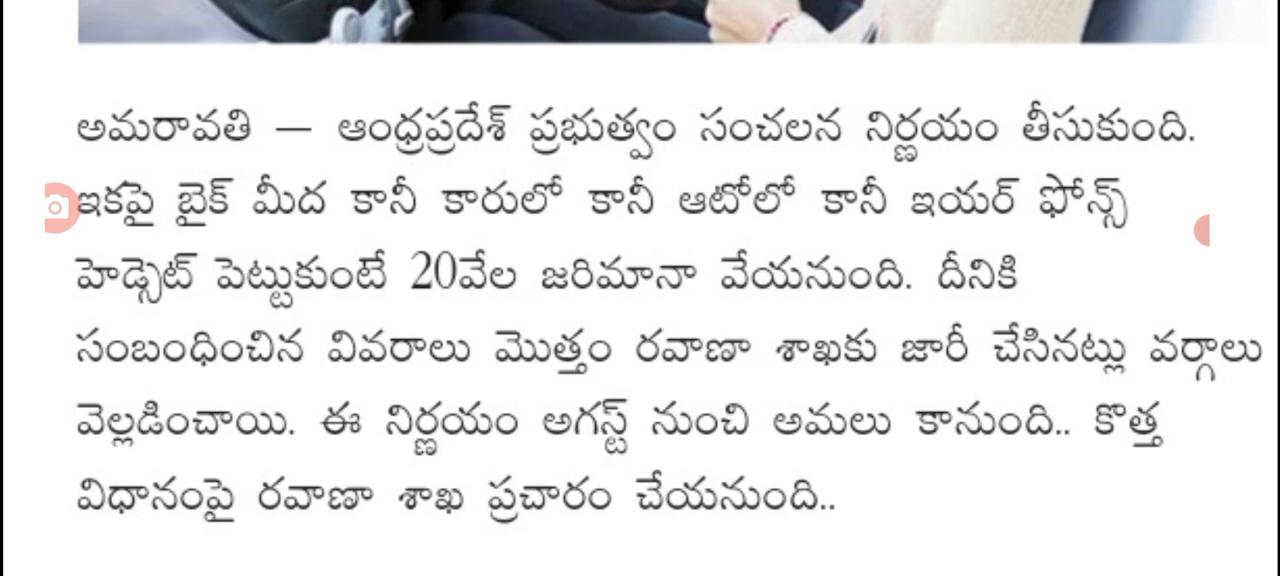 అమరావతి – ఆంధ్రప్రదేశ్ ప్రభుత్వం సంచలన నిర్ణయం తీసుకుంది.
ఇకపై బైక్ మీద కానీ కారులో కానీ ఆటోలో కానీ ఇయర్ ఫోన్స్
హెడ్సెట్ పెట్టుకుంటే 20వేల జరిమానా వేయనుంది. దీనికి
సంబంధించిన వివరాలు మొత్తం రవాణా శాఖకు జారీ చేసినట్లు వర్గాలు
వెల్లడించాయి. ఈ నిర్ణయం అగస్ట్ నుంచి అమలు కానుంది.. కొత్త
విధానంపై రవాణా శాఖ ప్రచారం చేయనుంది..